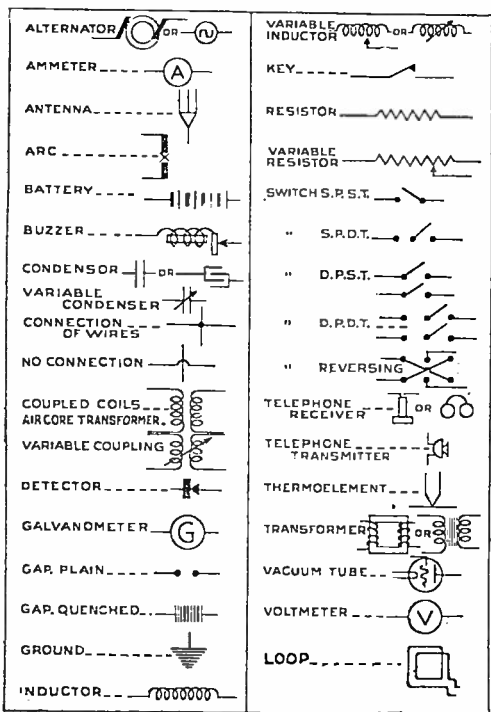 ALTERNATOR OR
AMMETER A
ANTENNA
ARC
BATTERY
BUZZER
CONDENSOR OR
VARIABLE
CONDENSER
CONNECTION
OF WIRES
NO CONNECTION
COUPLED COILS
AIR CORE TRANSFORMER.
VARIABLE COUPLING
DETECTOR
GALVANOMETER G
GAP. PLAIN
GAP. QUENCHED
GROUND
INDUCTOR
VARIABLE
INDUCTOR OR
KEY
RESISTOR
VARIABLE
RESISTOR
SWITCH S.P.S.T.
" S.P.D.T.
" D.P.S.T.
" D.P.D.T.
" REVERSING
TELEPHONE
RECEIVER OR
TELEPHONE
TRANSMITTER
THERMOELEMENT
TRANSFORMER OR
VACUUM TUBE
VOLTMETER V
LOOP